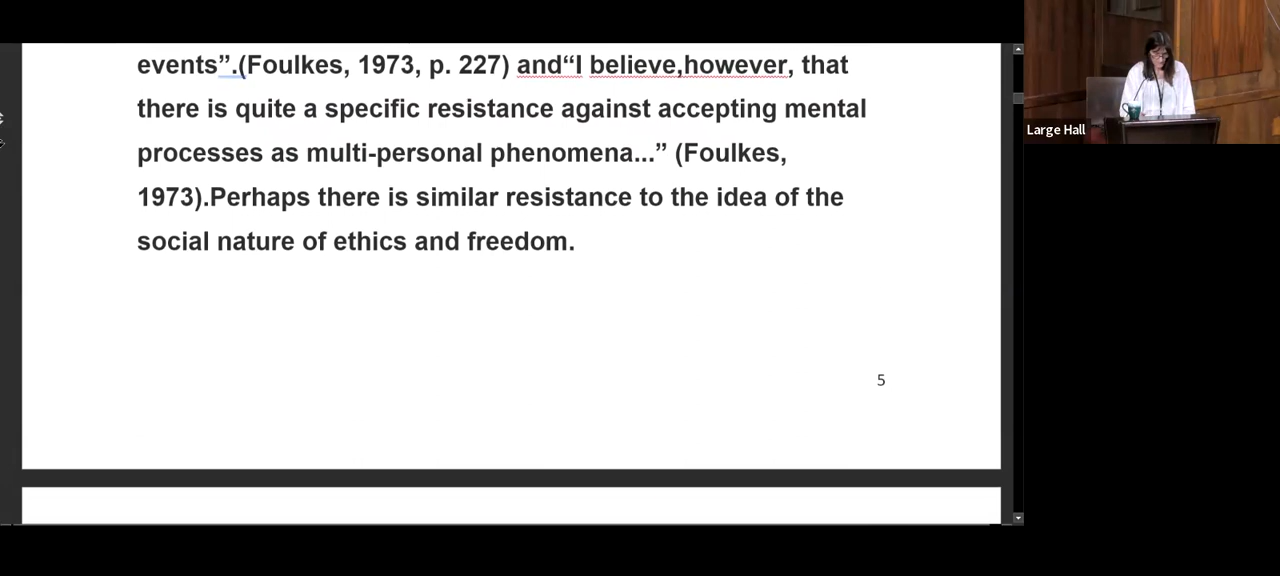 events”.(Foulkes, 1973, p. 227) and“I believe,however, that
there is quite a specific resistance against accepting mental
processes as multi-personal phenomena...” (Foulkes,
1973).Perhaps there is similar resistance to the idea of the
social nature of ethics and freedom.
5
Large Hall